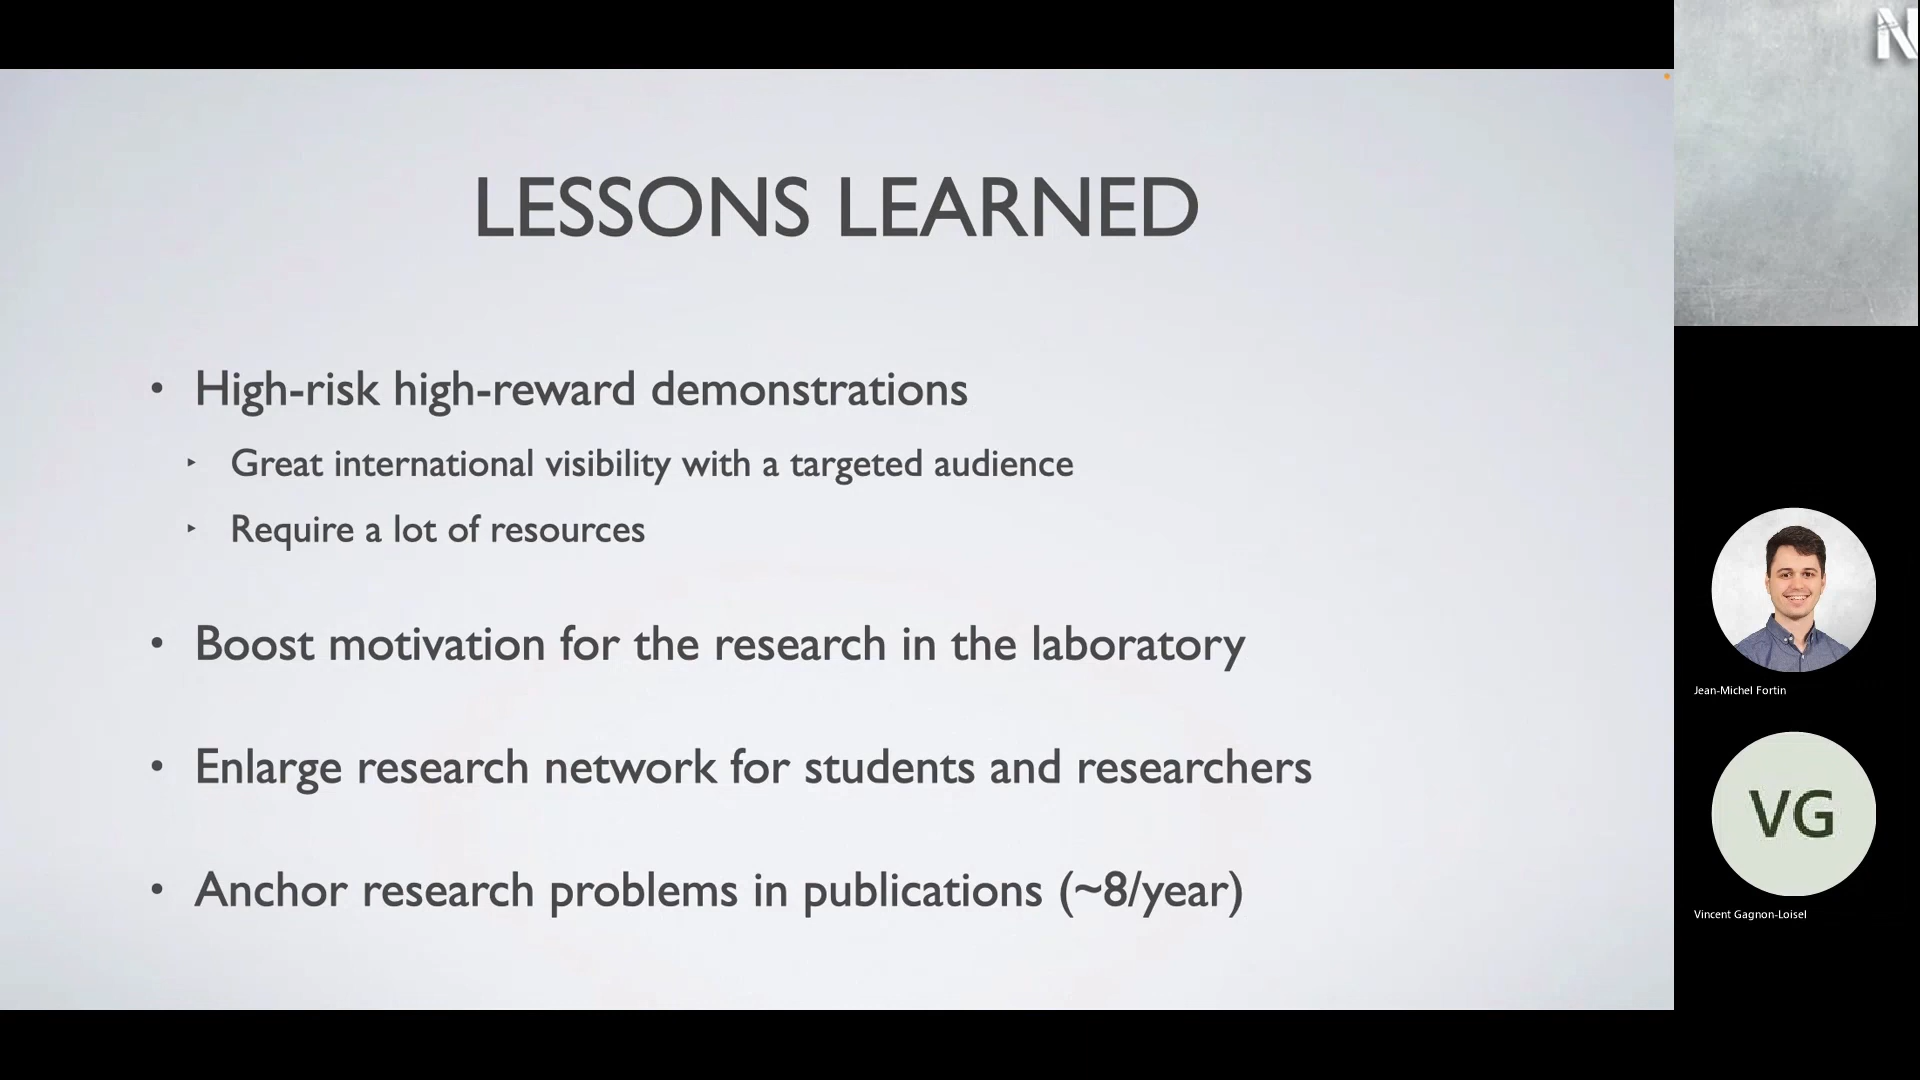 LESSONS LEARNED
• High-risk high-reward demonstrations
‣ Great international visibility with a targeted audience
‣ Require a lot of resources
• Boost motivation for the research in the laboratory
• Enlarge research network for students and researchers
• Anchor research problems in publications (~8/year)
N
Jean-Michel Fortin
VG
Vincent Gagnon-Loisel